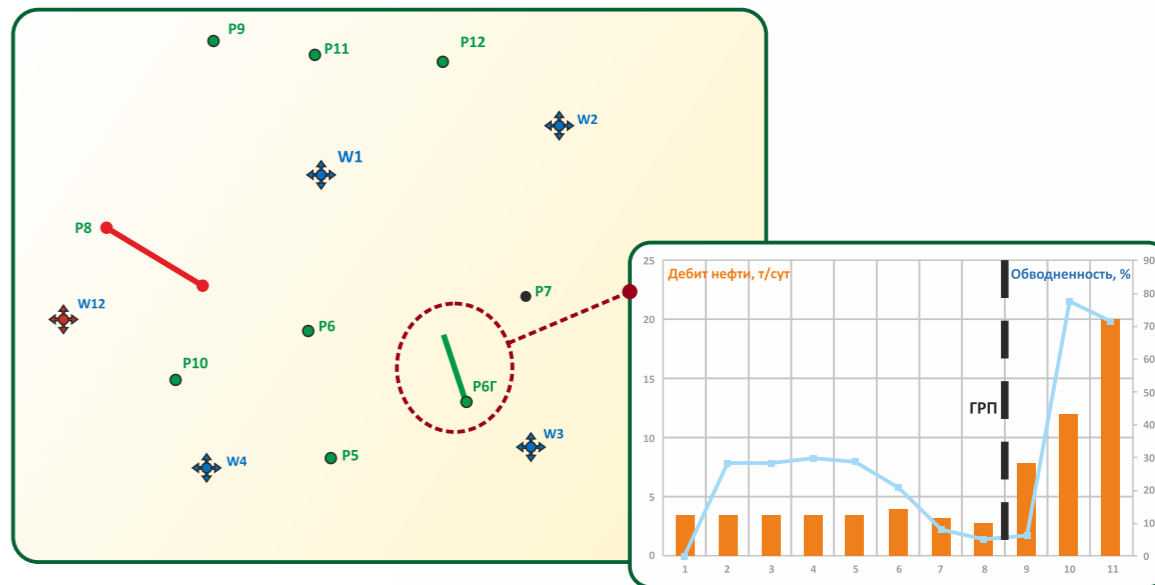 P9
P11
P12
W2
W1
P8
W12
P7
P6
P10
P6Г
W3
P5
W4
Дебит нефти, т/сут
Обводненность, %
ГРП
25
20
15
10
5
0
90
80
70
60
50
40
30
20
10
0
1 2 3 4 5 6 7 8 9 10 11